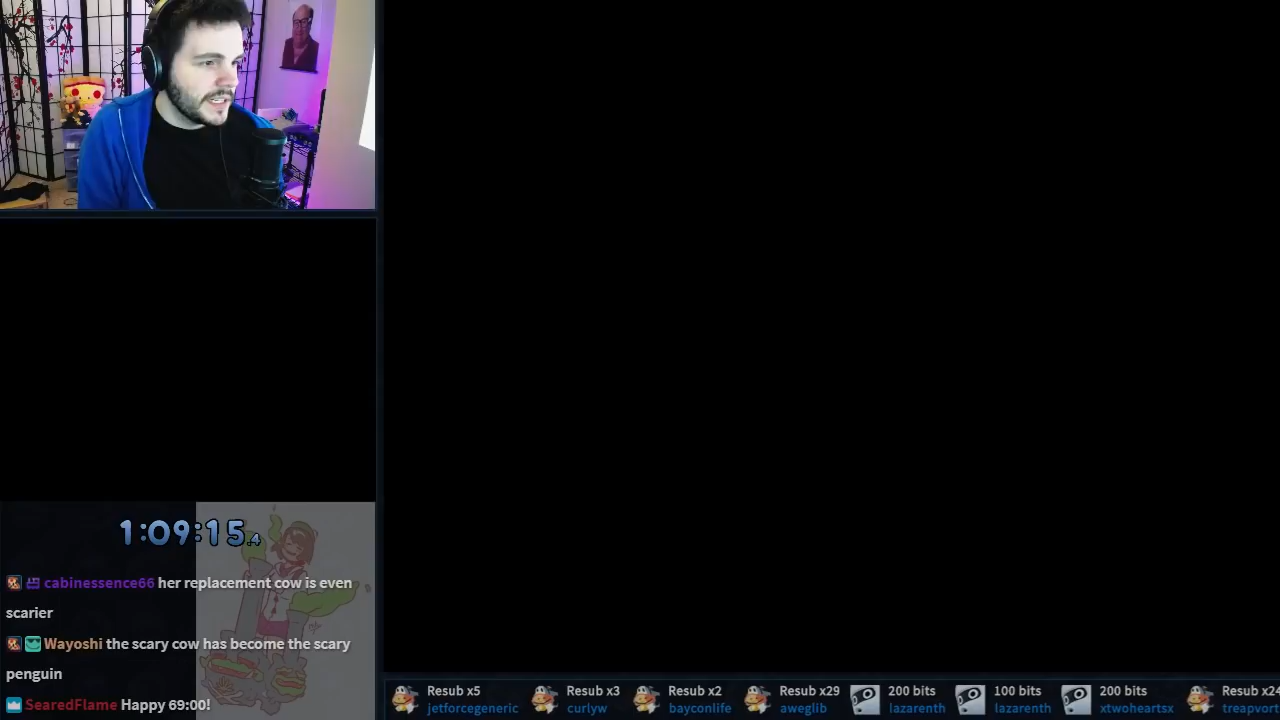 1:09:15.4
cabinessence66 her replacement cow is even
scarier
Wayoshi the scary cow has become the scary
penguin
SearedFlame Happy 69:00!
Resub x5
jetforcegeneric
Resub x3
curlyw
Resub x2
bayconlife
Resub x29
aweglib
200 bits
lazarenth
100 bits
lazarenth
200 bits
xtwoheartsx
Resub x24
treapvort